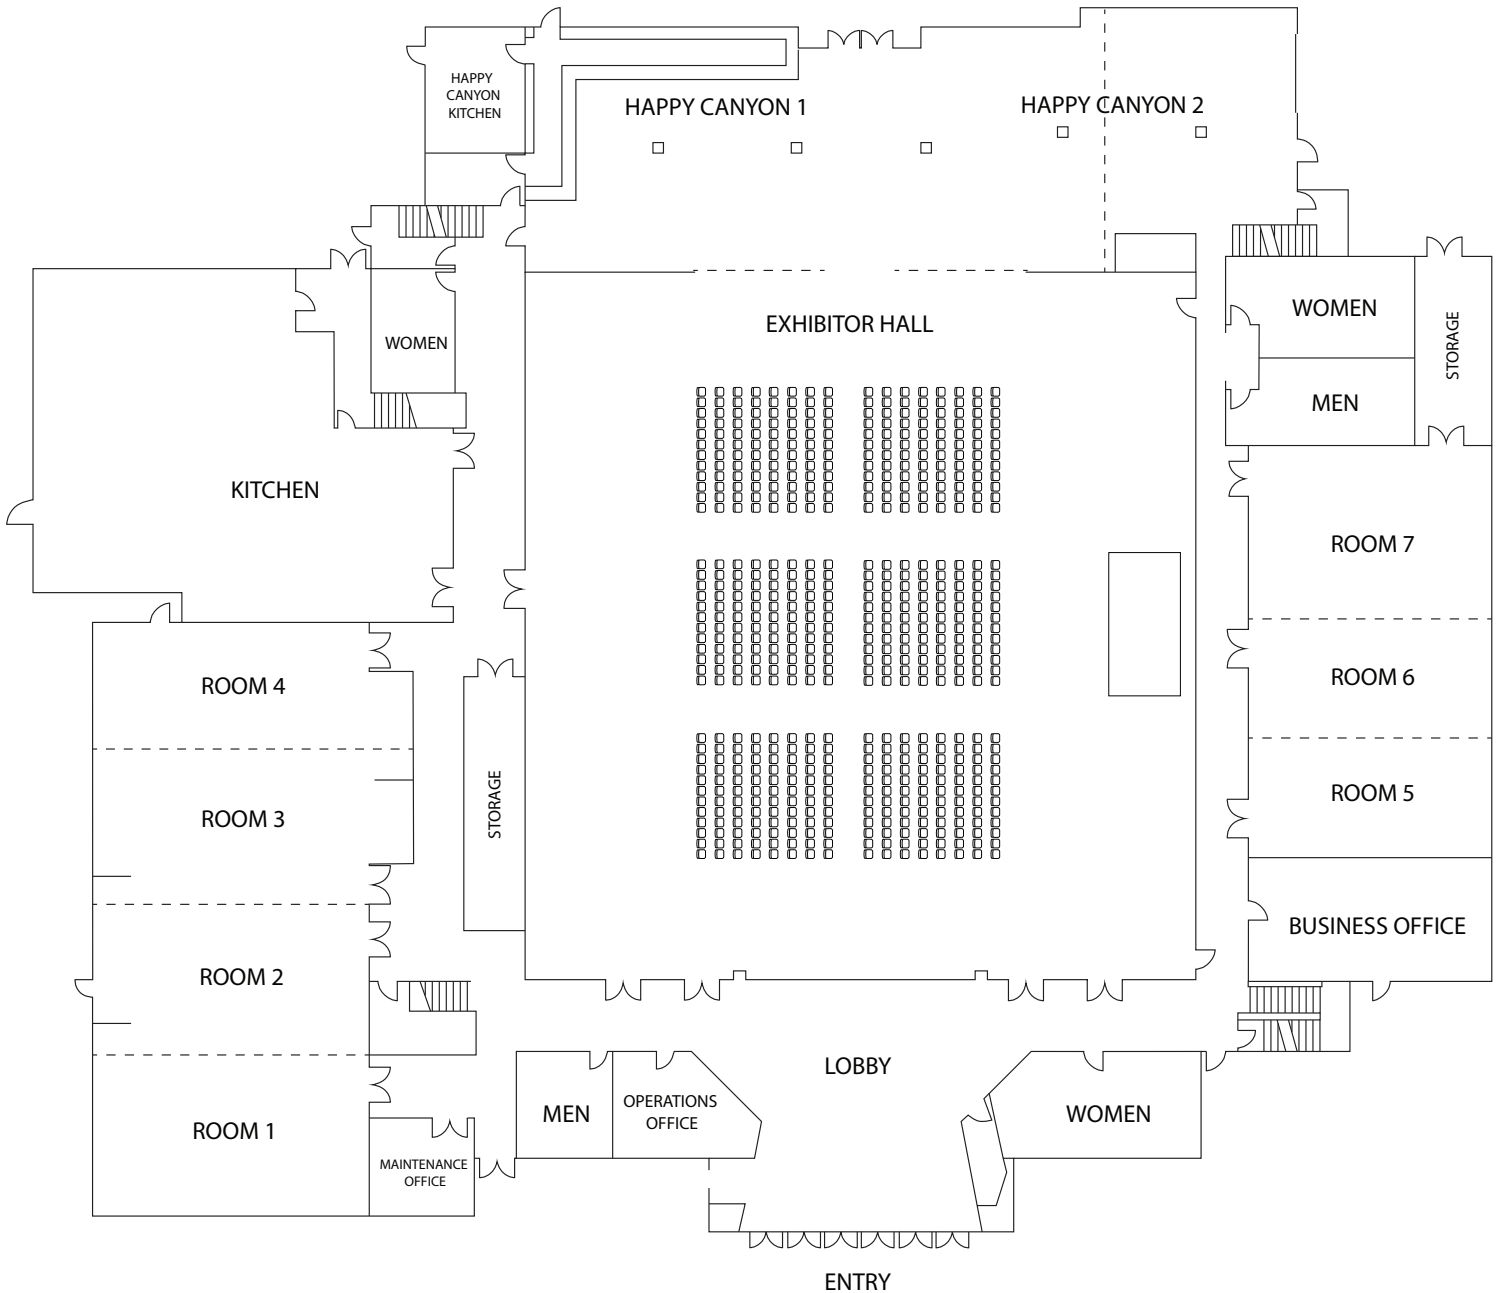 HAPPY
CANYON
KITCHEN
HAPPY CANYON 1
HAPPY CANYON 2
EXHIBITOR HALL
WOMEN
WOMEN
STORAGE
MEN
KITCHEN
ROOM 7
ROOM 4
ROOM 6
ROOM 3
STORAGE
ROOM 5
ROOM 2
BUSINESS OFFICE
LOBBY
MEN
OPERATIONS
OFFICE
WOMEN
ROOM 1
MAINTENANCE
OFFICE
ENTRY